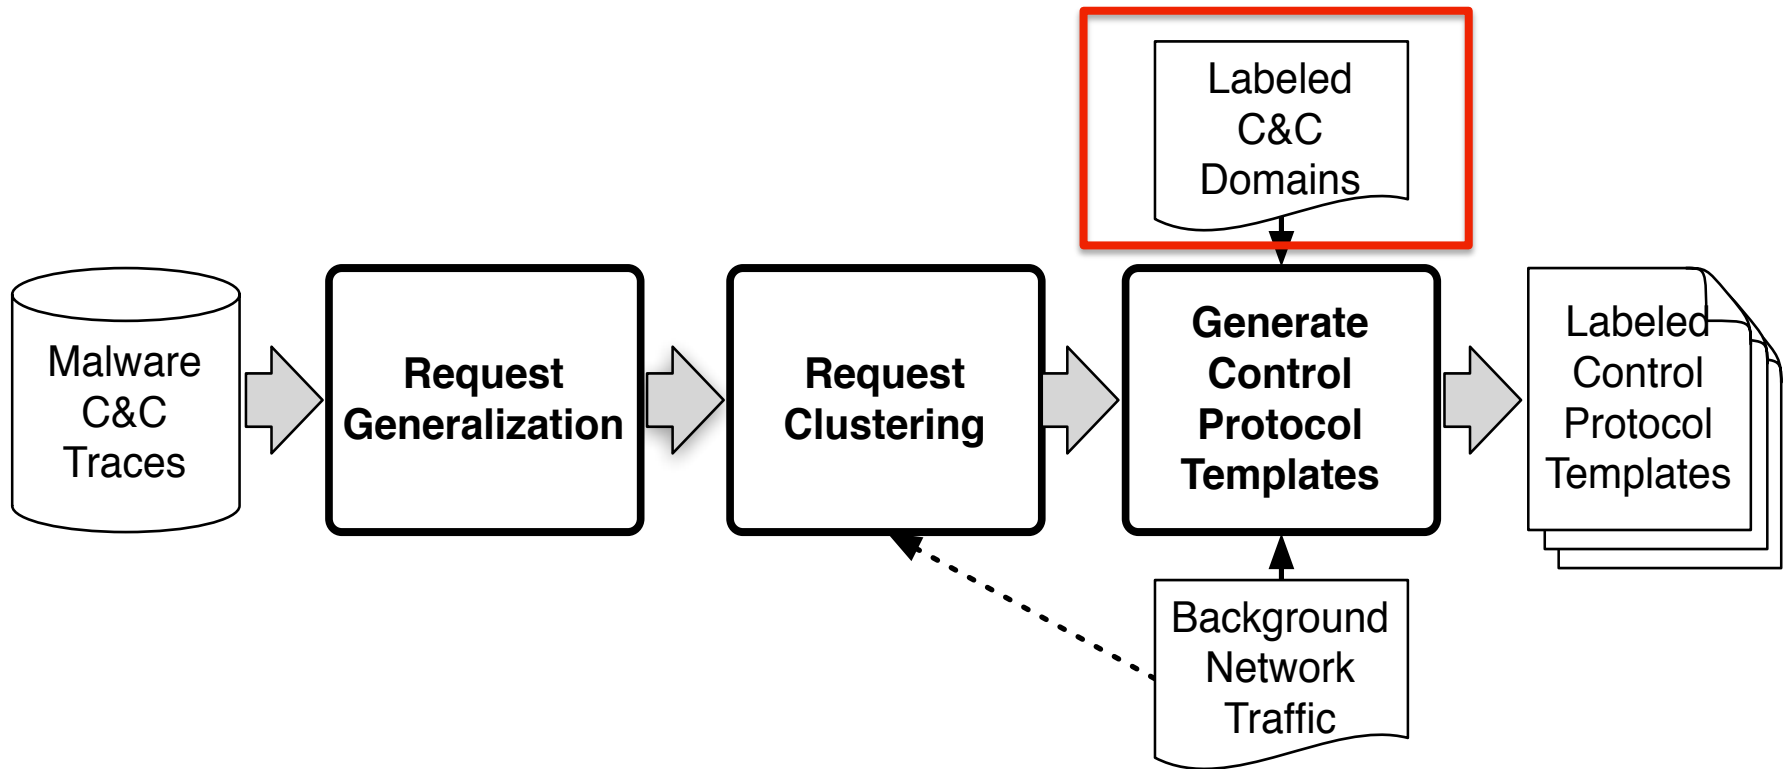 Labeled
C&C
Domains
Malware
C&C
Traces
Request
Generalization
Request
Clustering
Generate
Control
Protocol
Templates
Labeled
Control
Protocol
Templates
Background
Network
Traffic